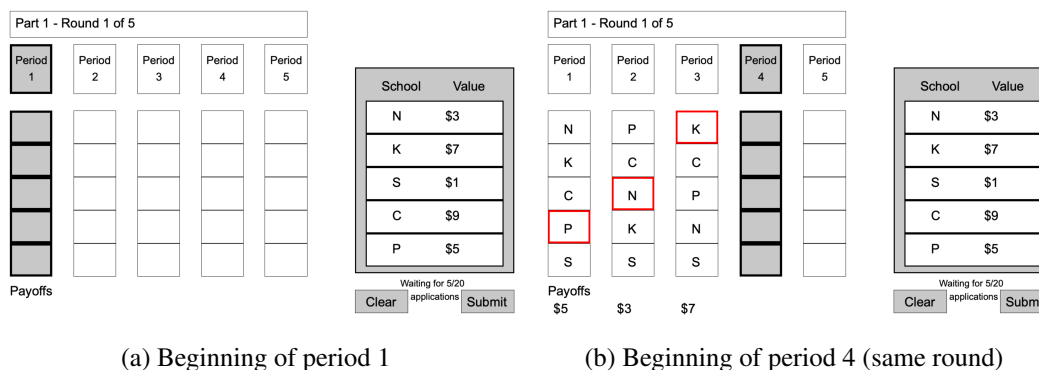 Part 1 - Round 1 of 5
Period 1
Period 2
Period 3
Period 4
Period 5
School Value
N $3
K $7
S $1
C $9
P $5
Payoffs
Waiting for 5/20 applications
Clear
Submit
(a) Beginning of period 1
Part 1 - Round 1 of 5
Period 1
Period 2
Period 3
Period 4
Period 5
N P K
K C C
C N P
P K N
S S S
Payoffs
$5 $3 $7
School Value
N $3
K $7
S $1
C $9
P $5
Waiting for 5/20 applications
Clear
Subm
(b) Beginning of period 4 (same round)